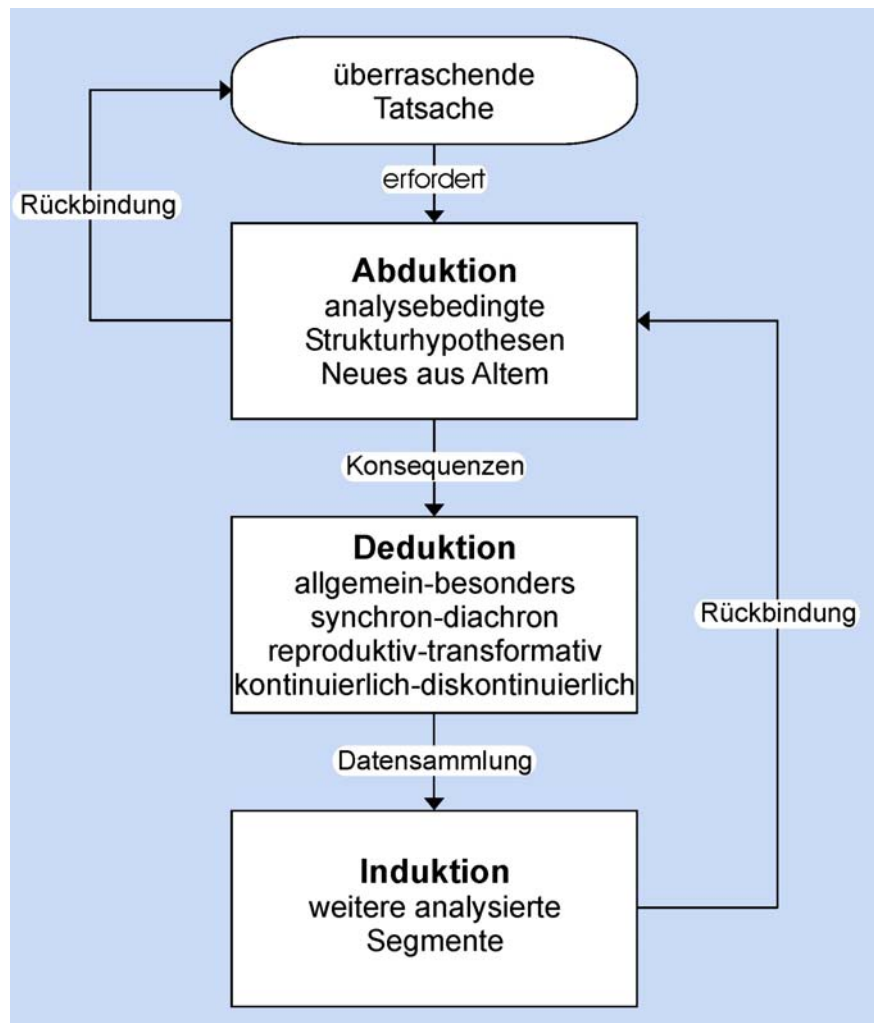 überraschende
Tatsache
erfordert
Rückbindung
Abduktion
analysebedingte
Strukturhypothesen
Neues aus Altem
Konsequenzen
Deduktion
allgemein-besonders
synchron-diachron
reproduktiv-transformativ
kontinuierlich-diskontinuierlich
Rückbindung
Datensammlung
Induktion
weitere analysierte
Segmente